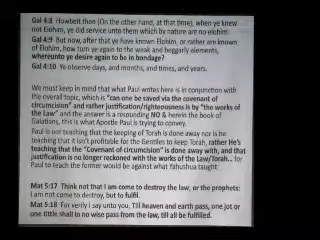 Gal 4:8  Howbeit then (On the other hand, at that time), when ye knew
not Elohim, ye did service unto them which by nature are no elohim.
Gal 4:9  But now, after that ye have known Elohim, or rather are known
of Elohim, how turn ye again to the weak and beggarly elements,
whereunto ye desire again to be in bondage?
Gal 4:10  Ye observe days, and months, and times, and years.
We must keep in mind that what Paul writes here is in conjunction with
the overall topic, which is "can one be saved via the covenant of
circumcision" and rather justification/righteousness is by "the works of
the Law" and the answer is a resounding NO & herein the book of
Galatians, this is what Apostle Paul is trying to convey.
Paul is not teaching that the keeping of Torah is done away nor is he
teaching that it isn't profitable for the Gentiles to keep Torah, rather He's
teaching that the "Covenant of circumcision" is done away with, and that
justification is no longer reckoned with the works of the Law/Torah... for
Paul to teach the former would be against what Yahushua taught:
Mat 5:17  Think not that I am come to destroy the law, or the prophets:
I am not come to destroy, but to fulfil.
Mat 5:18  For verily I say unto you, Till heaven and earth pass, one jot or
one tittle shall in no wise pass from the law, till all be fulfilled.